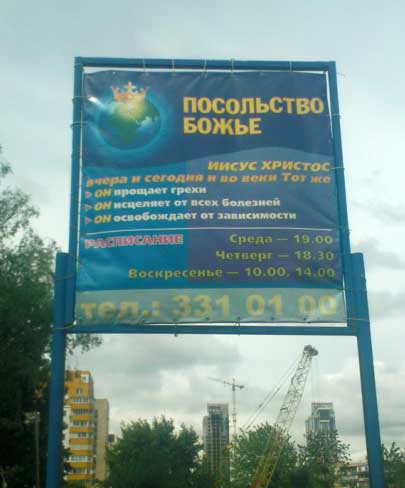 ПОСОЛЬСТВО
БОЖЬЕ
ИИСУС ХРИСТОС
вчера и сегодня и во веки Тот же
ОН прощает грехи
ОН исцеляет от всех болезней
ОН освобождает от зависимости
РАСПИСАНИЕ
Среда — 19.00
Четверг — 18.30
Воскресенье — 10.00, 14.00
тел.: 331 01 00